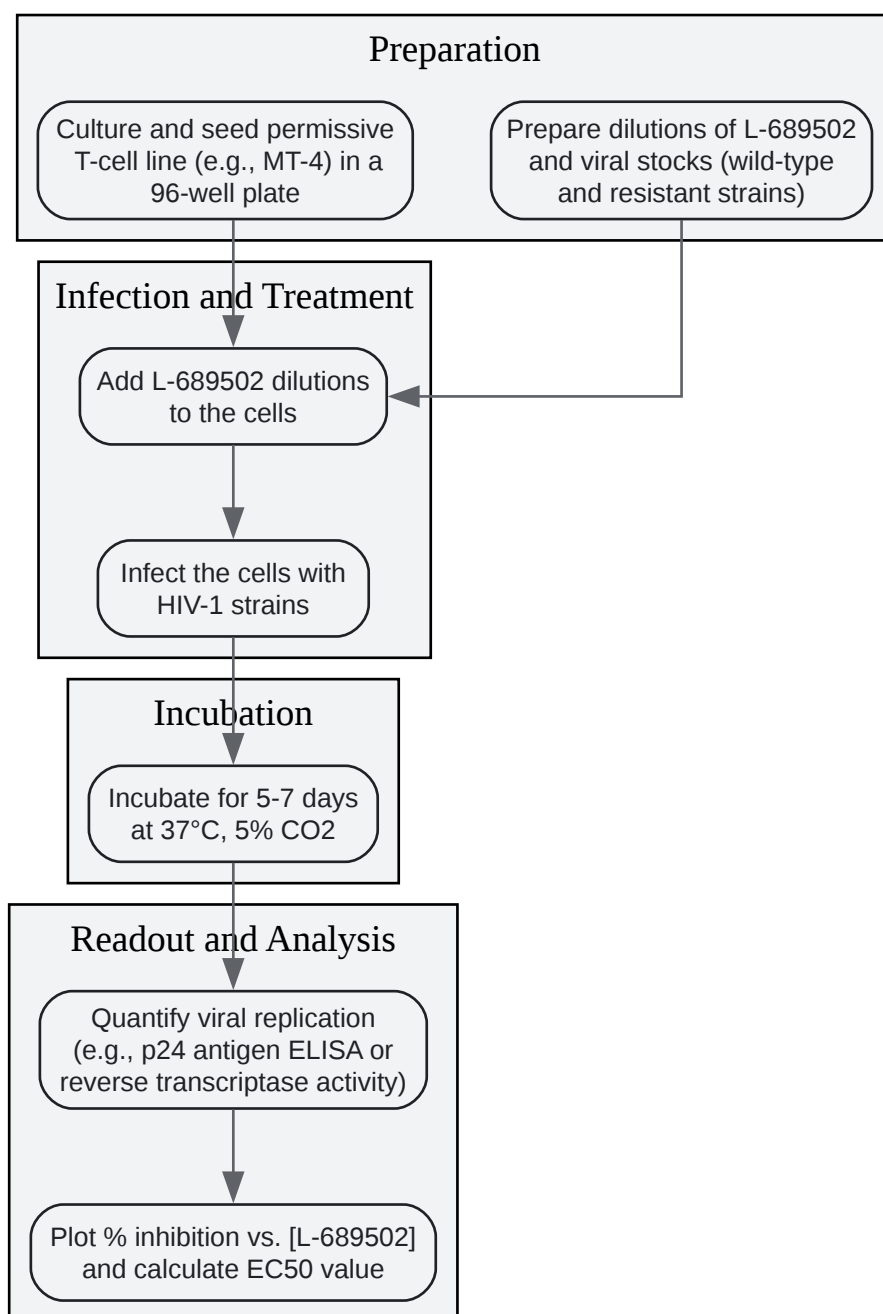 Preparation
Culture and seed permissive
T-cell line (e.g., MT-4) in a
96-well plate
Prepare dilutions of L-689502
and viral stocks (wild-type
and resistant strains)
Infection and Treatment
Add L-689502 dilutions
to the cells
Infect the cells with
HIV-1 strains
Incubation
Incubate for 5-7 days
at 37°C, 5% CO2
Readout and Analysis
Quantify viral replication
(e.g., p24 antigen ELISA or
reverse transcriptase activity)
Plot % inhibition vs. [L-689502]
and calculate EC50 value